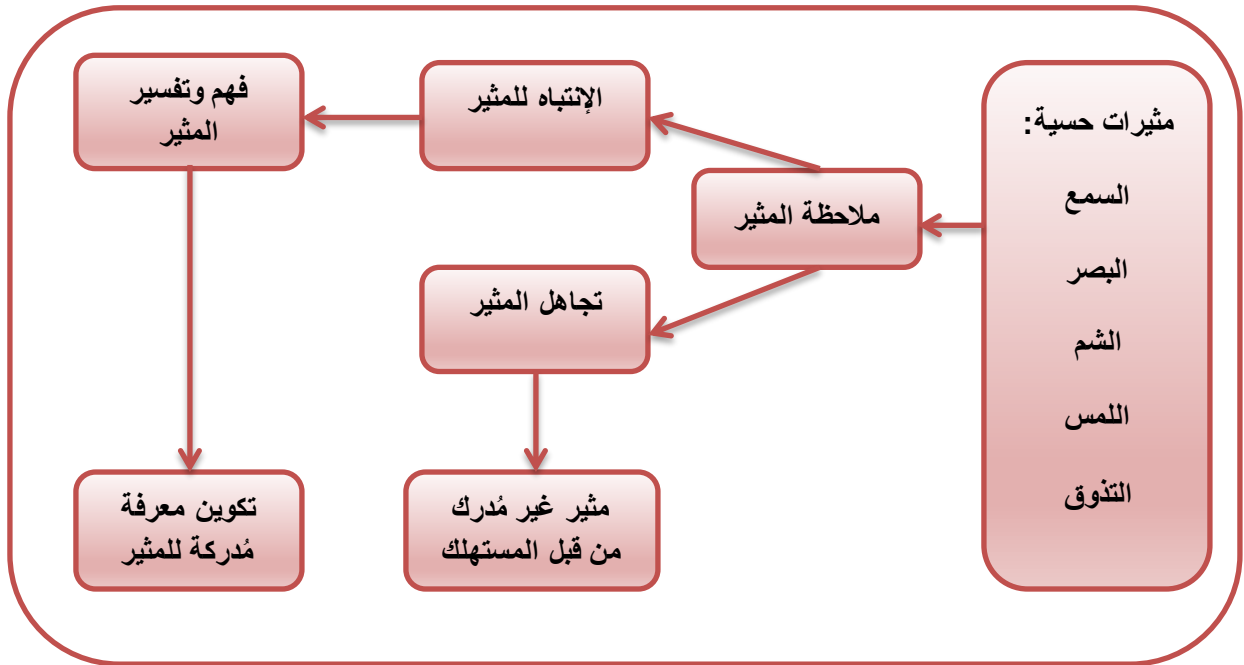 مثيرات حسية:
السمع
البصر
الشم
اللمس
التذوق
ملاحظة المثير
الإنتباه للمثير
فهم وتفسير
المثير
تجاهل المثير
مثير غير مُدرك
من قبل المستهلك
تكوين معرفة
مُدركة للمثير